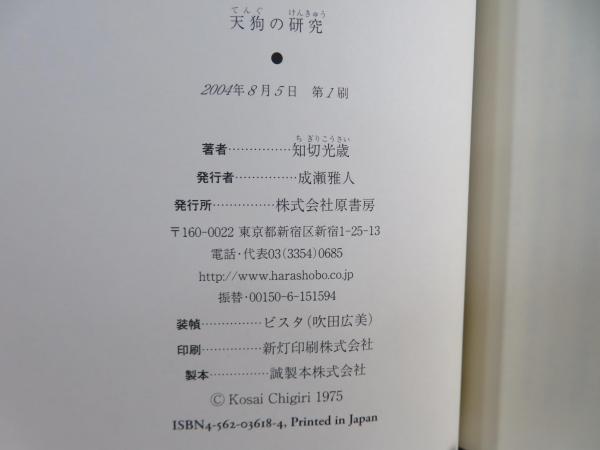 てんぐ けんきゅう
天狗の研究
●
2004年8月5日 第1刷
ちぎりこうさい
著者……………知切光歳
発行者……………成瀬雅人
発行所……………株式会社原書房
〒160-0022 東京都新宿区新宿1-25-13
電話・代表03(3354)0685
http://www.harashobo.co.jp
振替・00150-6-151594
装幀……………ビスタ(吹田広美)
印刷……………新灯印刷株式会社
製本……………誠製本株式会社
© Kosai Chigiri 1975
ISBN4-562-03618-4, Printed in Japan